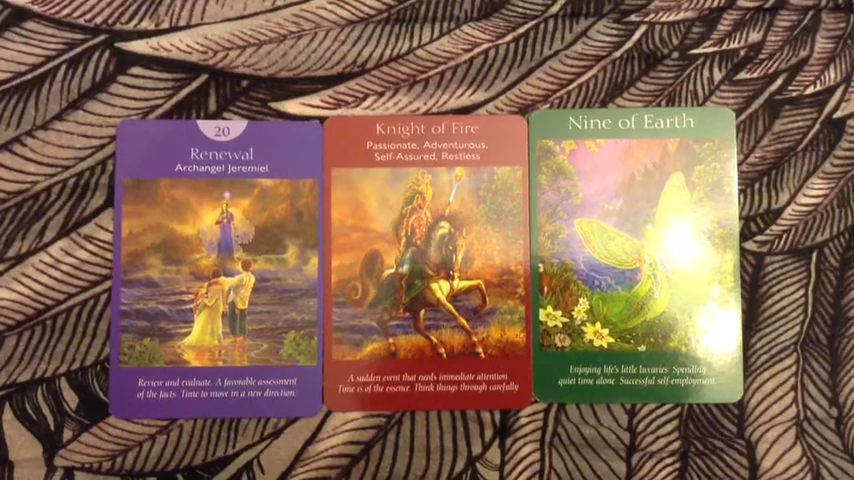 20
Renewal
Archangel Jeremiel
Review and evaluate. A favorable assessment
of the facts. Time to move in a new direction.
Knight of Fire
Passionate, Adventurous,
Self-Assured, Restless
A sudden event that needs immediate attention.
Time is of the essence. Think things through carefully
Nine of Earth
Enjoying life's little luxuries. Spending
quiet time alone. Successful self-employment.